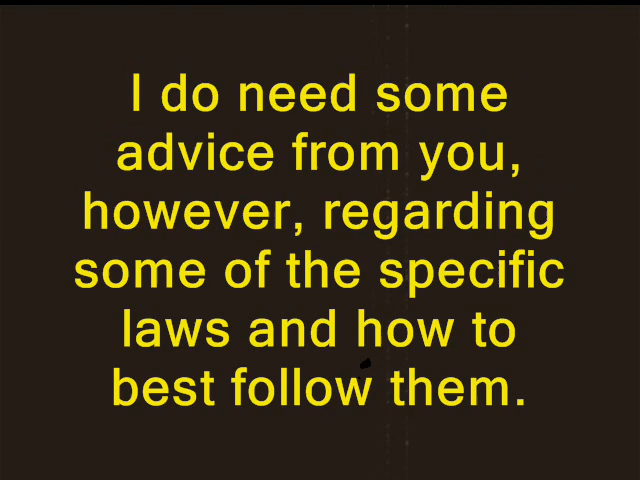 I do need some
advice from you,
however, regarding
some of the specific
laws and how to
best follow them.